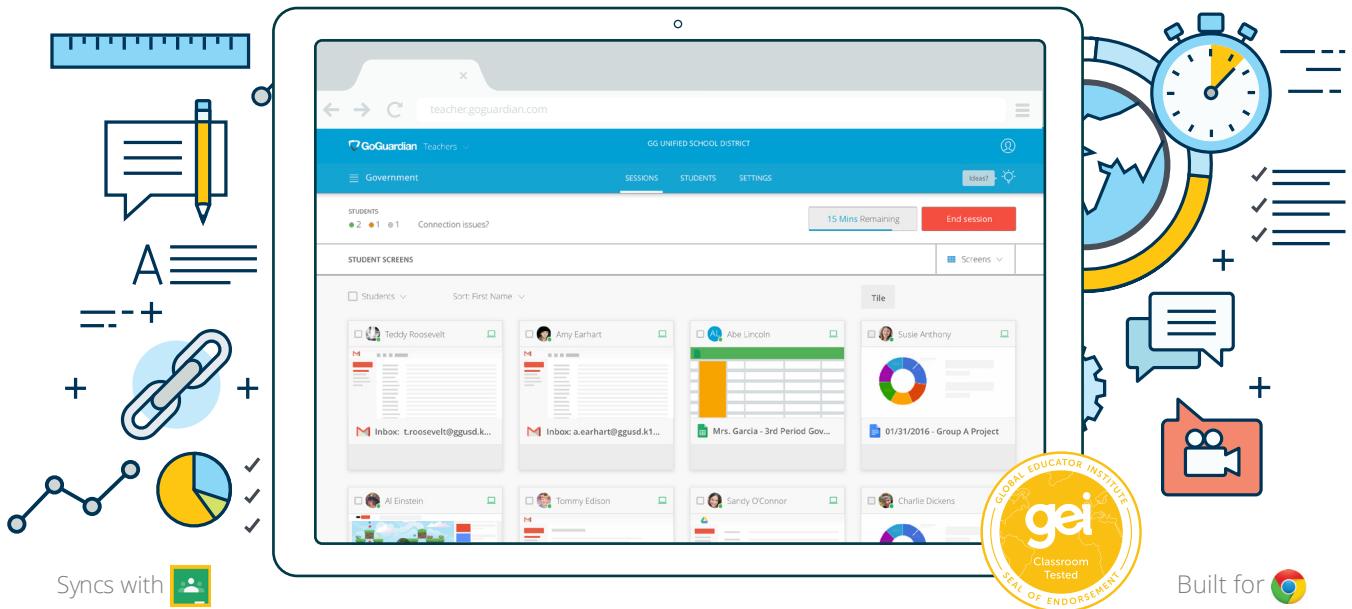 teacher.goguardian.com
GoGuardian Teachers
GG UNIFIED SCHOOL DISTRICT
Government
SESSIONS STUDENTS SETTINGS
Ideas?
STUDENTS
2 1 1 Connection issues?
15 Mins Remaining
End session
STUDENT SCREENS
Screens
Students
Sort: First Name
Tile
Teddy Roosevelt
Amy Earhart
AL Abe Lincoln
Susie Anthony
Inbox: t.roosevelt@ggusd.k...
Inbox: a.earhart@ggusd.k1...
Mrs. Garcia - 3rd Period Gov...
01/31/2016 - Group A Project
Al Einstein
Tommy Edison
Sandy O'Connor
Charlie Dickens
A
GLOBAL EDUCATOR INSTITUTE
gei
Classroom
Tested
SEAL OF ENDORSEMENT
Syncs with
Built for